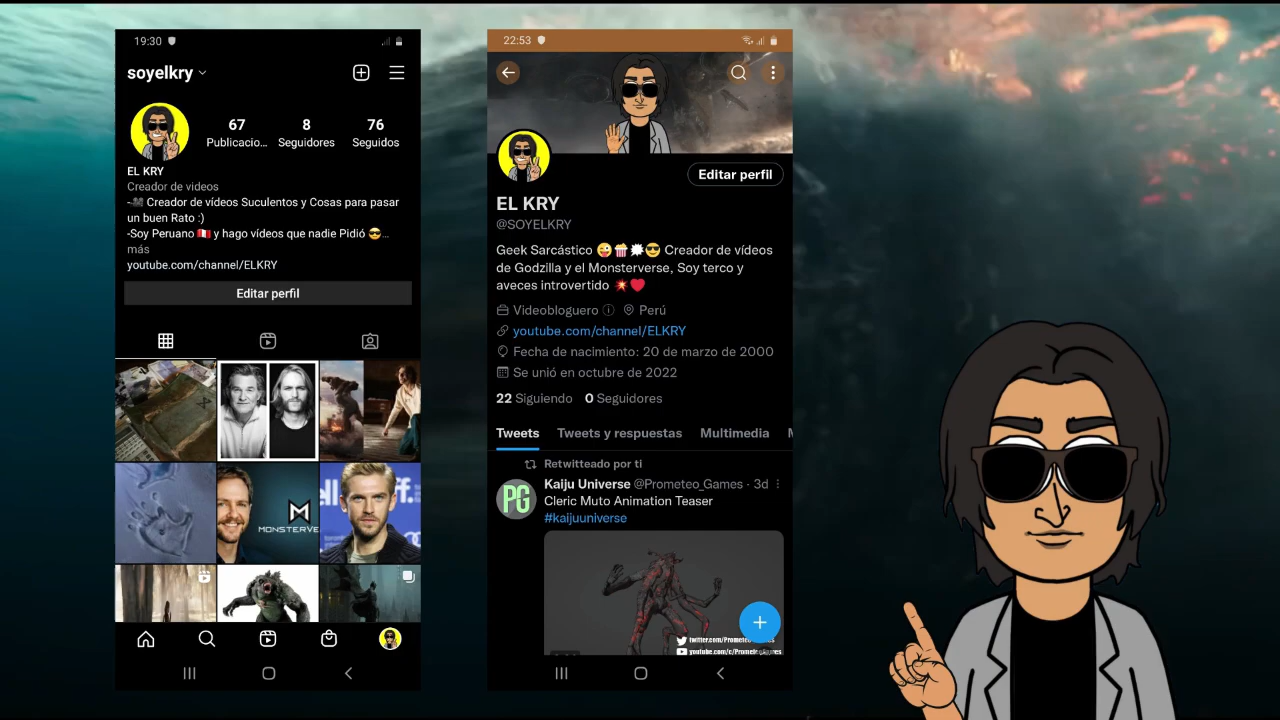 19:30
soyelkry
67
8
76
Publicacio...
Seguidores
Seguidos
EL KRY
Creador de videos
-🎥 Creador de vídeos Suculentos y Cosas para pasar
un buen Rato :)
-Soy Peruano 🇵🇪 y hago vídeos que nadie Pidió 😎...
más
youtube.com/channel/ELKRY
Editar perfil
MONSTERVE
22:53
Editar perfil
EL KRY
@SOYELKRY
Geek Sarcástico 😜🍿🗯😎 Creador de vídeos
de Godzilla y el Monsterverse, Soy terco y
aveces introvertido 💥❤️
Videobloguero ⓘ Perú
youtube.com/channel/ELKRY
Fecha de nacimiento: 20 de marzo de 2000
Se unió en octubre de 2022
22 Siguiendo 0 Seguidores
Tweets Tweets y respuestas Multimedia M
Retwitteado por ti
PG
Kaiju Universe @Prometeo_Games · 3d
Cleric Muto Animation Teaser
#kaijuuniverse